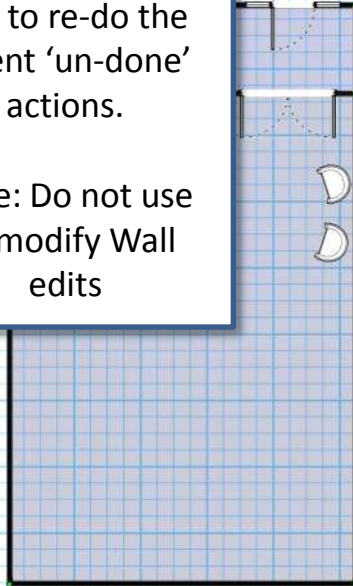 to re-do the
ent ‘un-done’
actions.
e: Do not use
modify Wall
edits